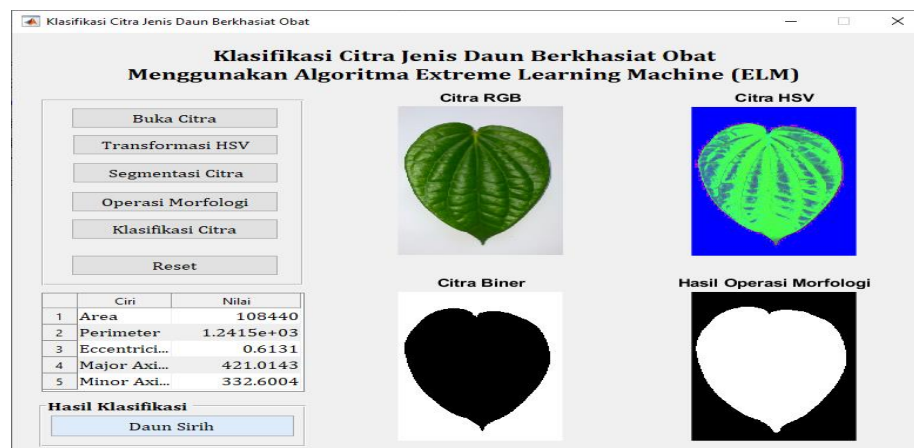 Klasifikasi Citra Jenis Daun Berkhasiat Obat
Klasifikasi Citra Jenis Daun Berkhasiat Obat
Menggunakan Algoritma Extreme Learning Machine (ELM)
Buka Citra
Transformasi HSV
Segmentasi Citra
Operasi Morfologi
Klasifikasi Citra
Reset
Ciri Nilai
1 Area 108440
2 Perimeter 1.2415e+03
3 Eccentrici... 0.6131
4 Major Axi... 421.0143
5 Minor Axi... 332.6004
Hasil Klasifikasi
Daun Sirih
Citra RGB
Citra HSV
Citra Biner
Hasil Operasi Morfologi